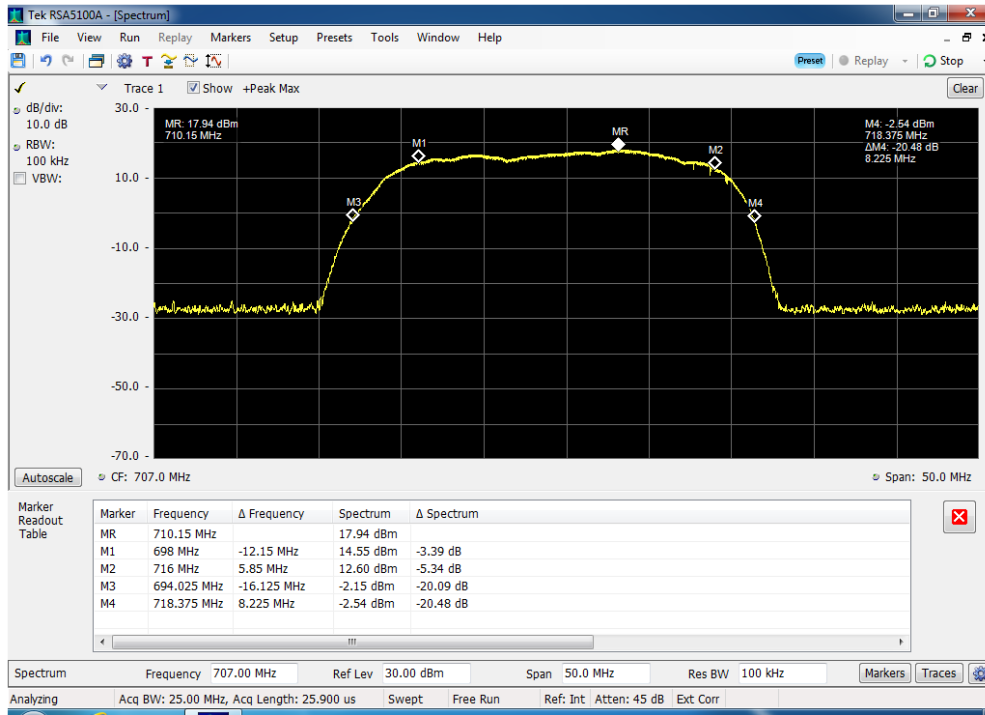 Tek RSA5100A - [Spectrum]
File View Run Replay Markers Setup Presets Tools Window Help
T Preset Replay Stop
Trace 1 Show +Peak Max Clear
dB/div:
10.0 dB
RBW:
100 kHz
VBW:
30.0
10.0
-10.0
-30.0
-50.0
-70.0
MR: 17.94 dBm
710.15 MHz
M4: -2.54 dBm
718.375 MHz
ΔM4: -20.48 dB
8.225 MHz
M1
MR
M2
M3
M4
Autoscale CF: 707.0 MHz Span: 50.0 MHz
Marker
Readout
Table
Marker Frequency Δ Frequency Spectrum Δ Spectrum
MR 710.15 MHz 17.94 dBm
M1 698 MHz -12.15 MHz 14.55 dBm -3.39 dB
M2 716 MHz 5.85 MHz 12.60 dBm -5.34 dB
M3 694.025 MHz -16.125 MHz -2.15 dBm -20.09 dB
M4 718.375 MHz 8.225 MHz -2.54 dBm -20.48 dB
Spectrum Frequency 707.00 MHz Ref Lev 30.00 dBm Span 50.0 MHz Res BW 100 kHz Markers Traces
Analyzing Acq BW: 25.00 MHz, Acq Length: 25.900 us Swept Free Run Ref: Int Atten: 45 dB Ext Corr